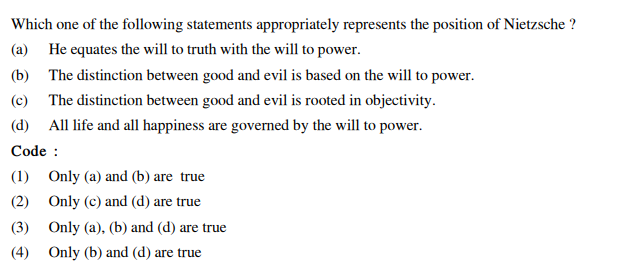 Which one of the following statements appropriately represents the position of Nietzsche ?
(a) He equates the will to truth with the will to power.
(b) The distinction between good and evil is based on the will to power.
(c) The distinction between good and evil is rooted in objectivity.
(d) All life and all happiness are governed by the will to power.
Code :
(1) Only (a) and (b) are true
(2) Only (c) and (d) are true
(3) Only (a), (b) and (d) are true
(4) Only (b) and (d) are true